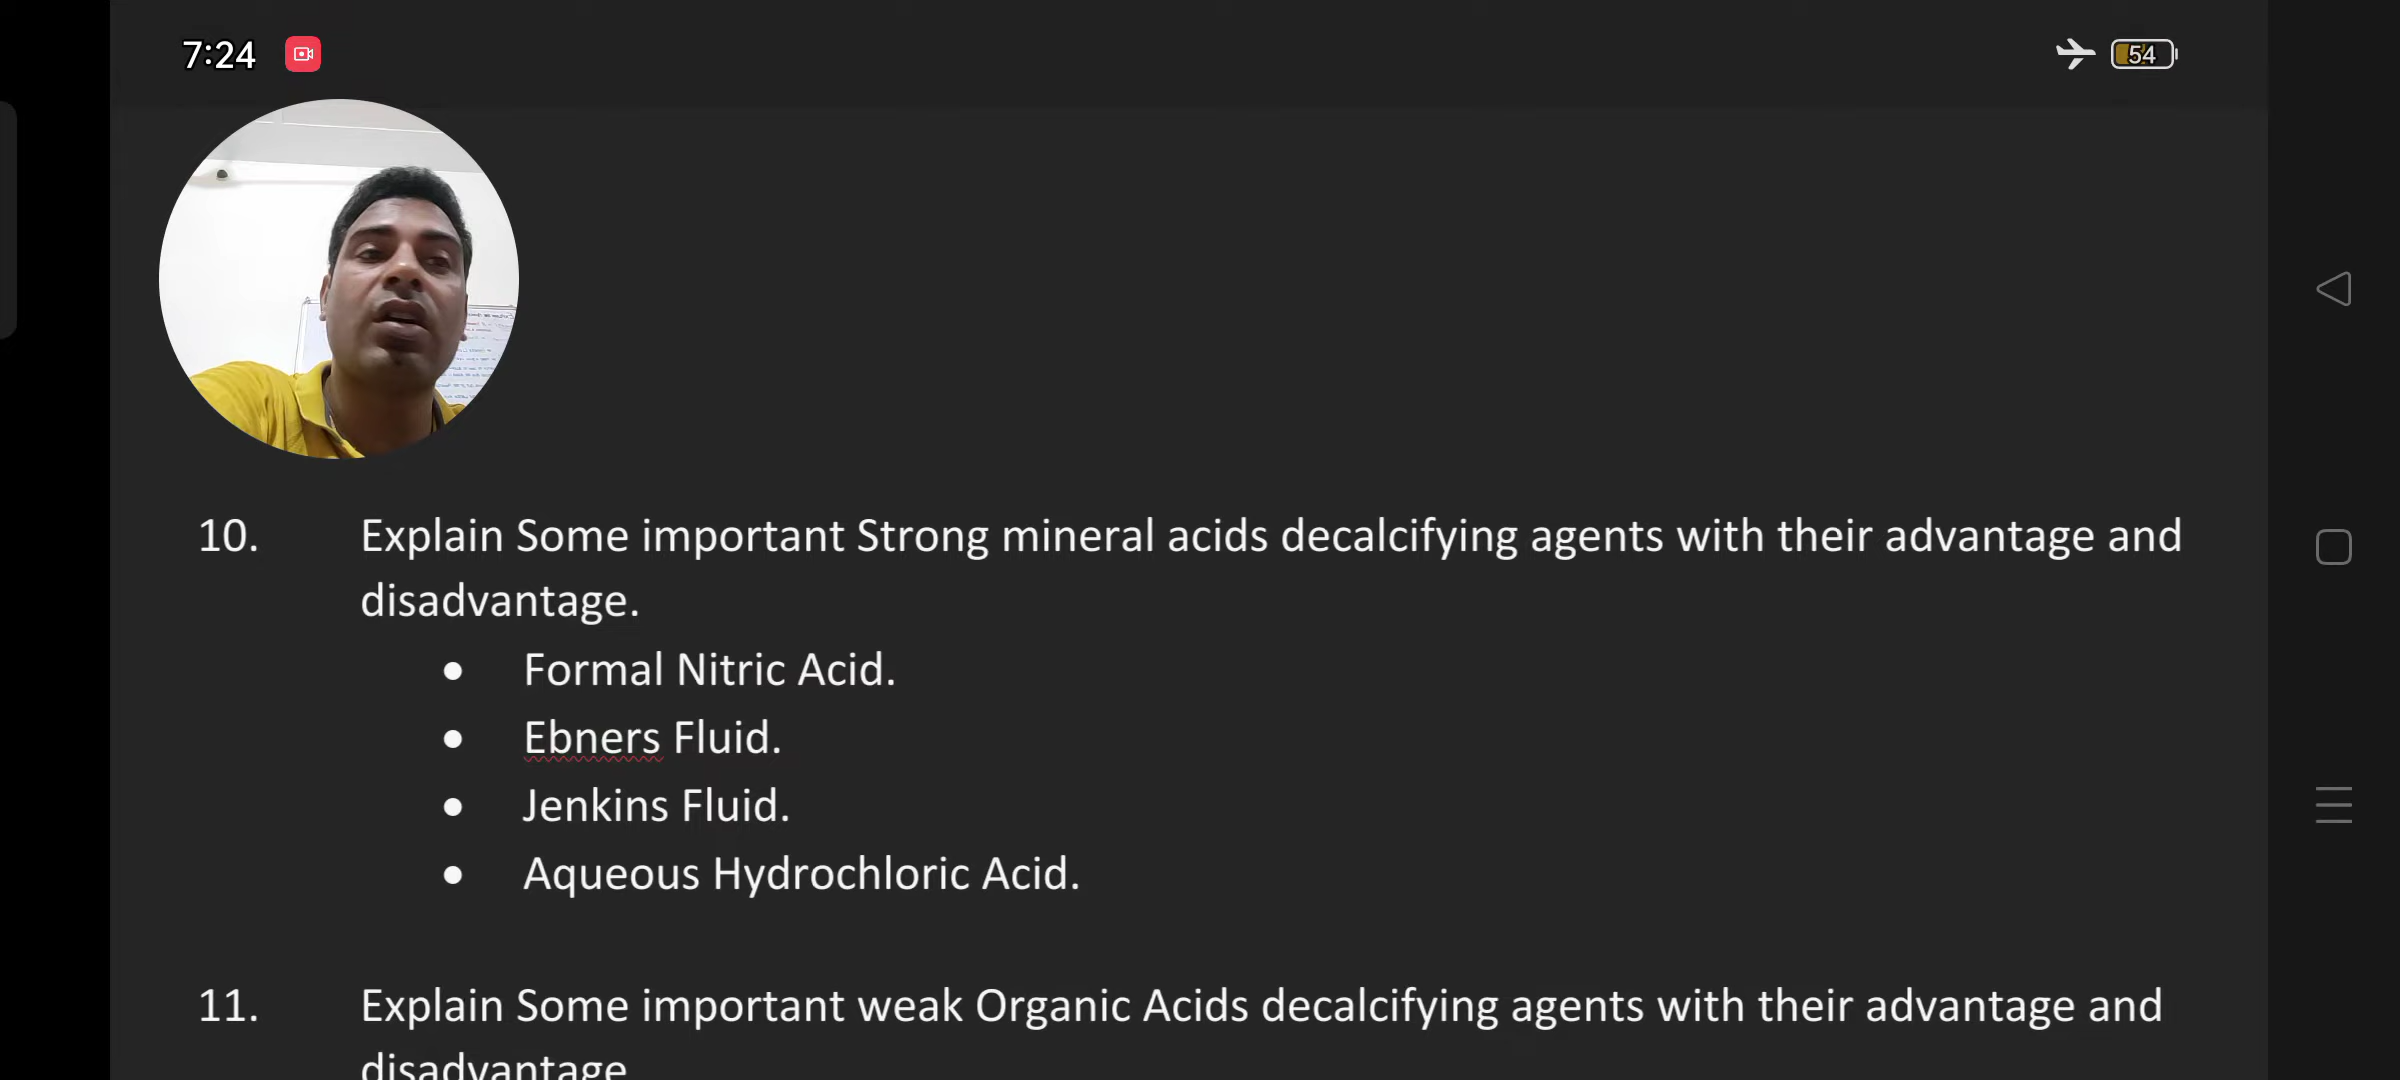 7:24
54
10. Explain Some important Strong mineral acids decalcifying agents with their advantage and
disadvantage.
• Formal Nitric Acid.
• Ebners Fluid.
• Jenkins Fluid.
• Aqueous Hydrochloric Acid.
11. Explain Some important weak Organic Acids decalcifying agents with their advantage and
disadvantage